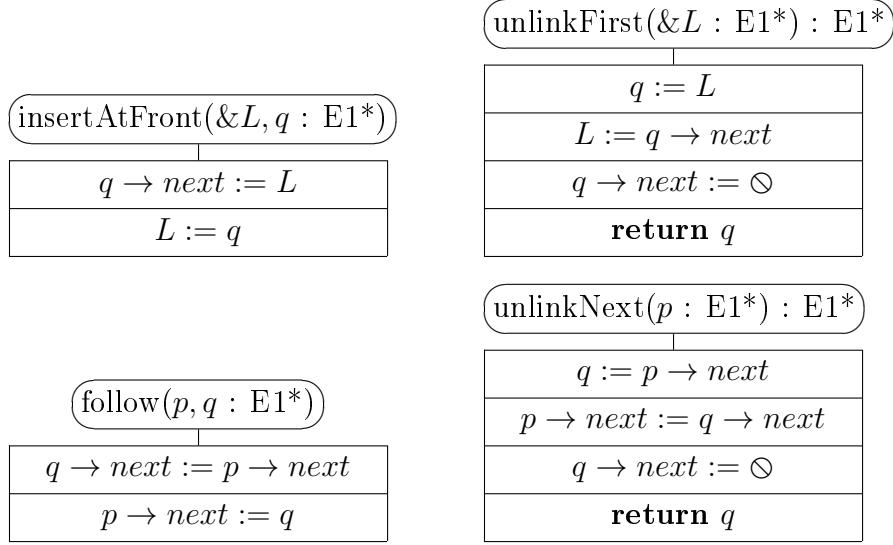 insertAtFront(&L, q : E1*)
q → next := L
L := q
unlinkFirst(&L : E1*) : E1*
q := L
L := q → next
q → next := ⦸
return q
follow(p, q : E1*)
q → next := p → next
p → next := q
unlinkNext(p : E1*) : E1*
q := p → next
p → next := q → next
q → next := ⦸
return q